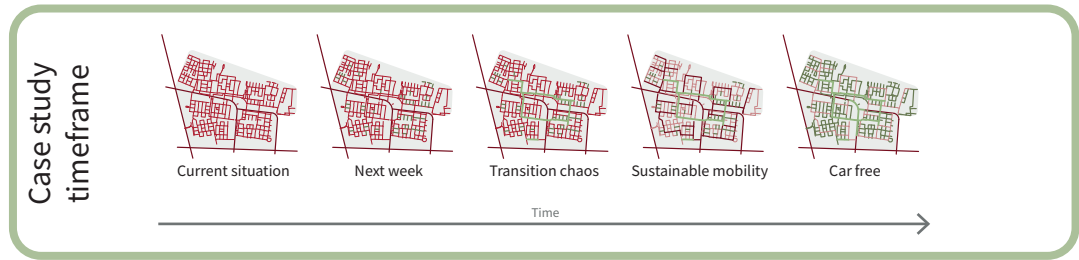 Case study
timeframe
Current situation
Next week
Transition chaos
Sustainable mobility
Car free
Time